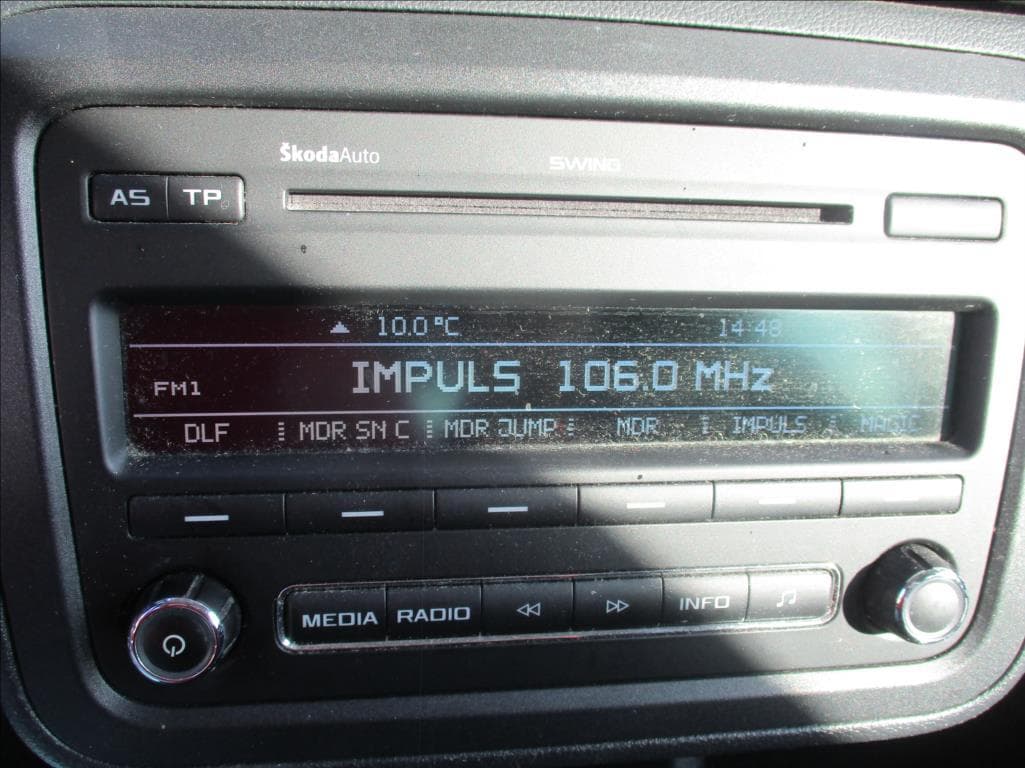 ŠkodaAuto SWING
AS TP
10.0 °C 14:48
FM1 IMPULS 106.0 MHz
DLF MDR SN C MDR JUMP MDR IMPULS MAGIC
MEDIA RADIO INFO